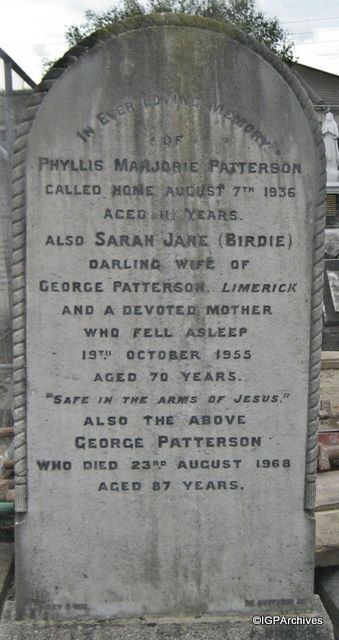 IN EVER LOVING MEMORY
OF
PHYLLIS MARJORIE PATTERSON
CALLED HOME AUGUST 7TH 1936
AGED 11½ YEARS.
ALSO SARAH JANE (BIRDIE)
DARLING WIFE OF
GEORGE PATTERSON, LIMERICK
AND A DEVOTED MOTHER
WHO FELL ASLEEP
19TH OCTOBER 1955
AGED 70 YEARS.
"SAFE IN THE ARMS OF JESUS."
ALSO THE ABOVE
GEORGE PATTERSON
WHO DIED 23RD AUGUST 1968
AGED 87 YEARS.
©IGPArchives